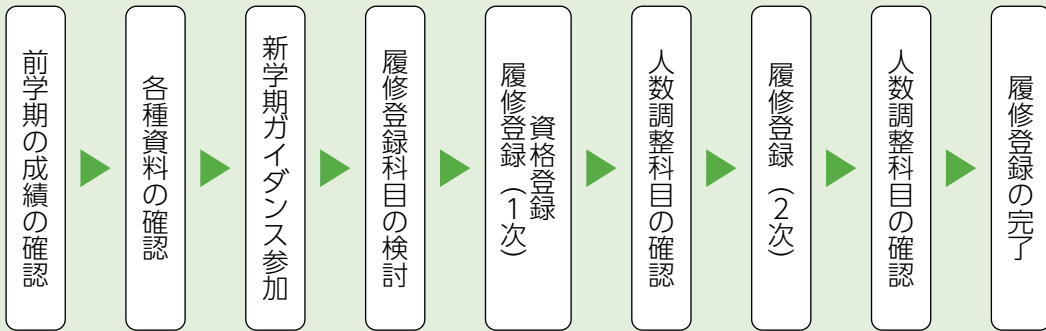 前学期の成績の確認
各種資料の確認
新学期ガイダンス参加
履修登録科目の検討
資格登録
履修登録（1次）
人数調整科目の確認
履修登録（2次）
人数調整科目の確認
履修登録の完了